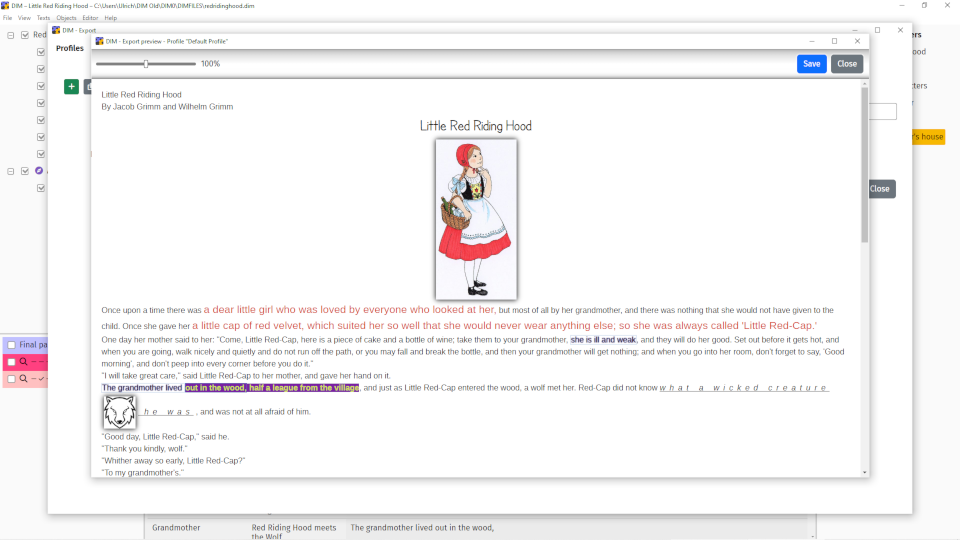 DIM – Little Red Riding Hood – C:\Users\Ulrich\DIM Old\DIMX\DIMFILES\redridinghood.dim
File View Texts Objects Editor Help
DIM - Export
DIM - Export preview - Profile "Default Profile"
Red
Profiles
100%
Save
Close
Little Red Riding Hood
By Jacob Grimm and Wilhelm Grimm
Little Red Riding Hood
Once upon a time there was a dear little girl who was loved by everyone who looked at her, but most of all by her grandmother, and there was nothing that she would not have given to the
child. Once she gave her a little cap of red velvet, which suited her so well that she would never wear anything else; so she was always called 'Little Red-Cap.'
One day her mother said to her: "Come, Little Red-Cap, here is a piece of cake and a bottle of wine; take them to your grandmother, she is ill and weak, and they will do her good. Set out before it gets hot, and
when you are going, walk nicely and quietly and do not run off the path, or you may fall and break the bottle, and then your grandmother will get nothing; and when you go into her room, don't forget to say, 'Good
morning', and don't peep into every corner before you do it."
"I will take great care," said Little Red-Cap to her mother, and gave her hand on it.
The grandmother lived out in the wood, half a league from the village, and just as Little Red-Cap entered the wood, a wolf met her. Red-Cap did not know what a wicked creature
he was, and was not at all afraid of him.
"Good day, Little Red-Cap," said he.
"Thank you kindly, wolf."
"Whither away so early, Little Red-Cap?"
"To my grandmother's."
ers
ood
cters
r's house
Close
Final pa
Grandmother
Red Riding Hood meets
the Wolf
The grandmother lived out in the wood,